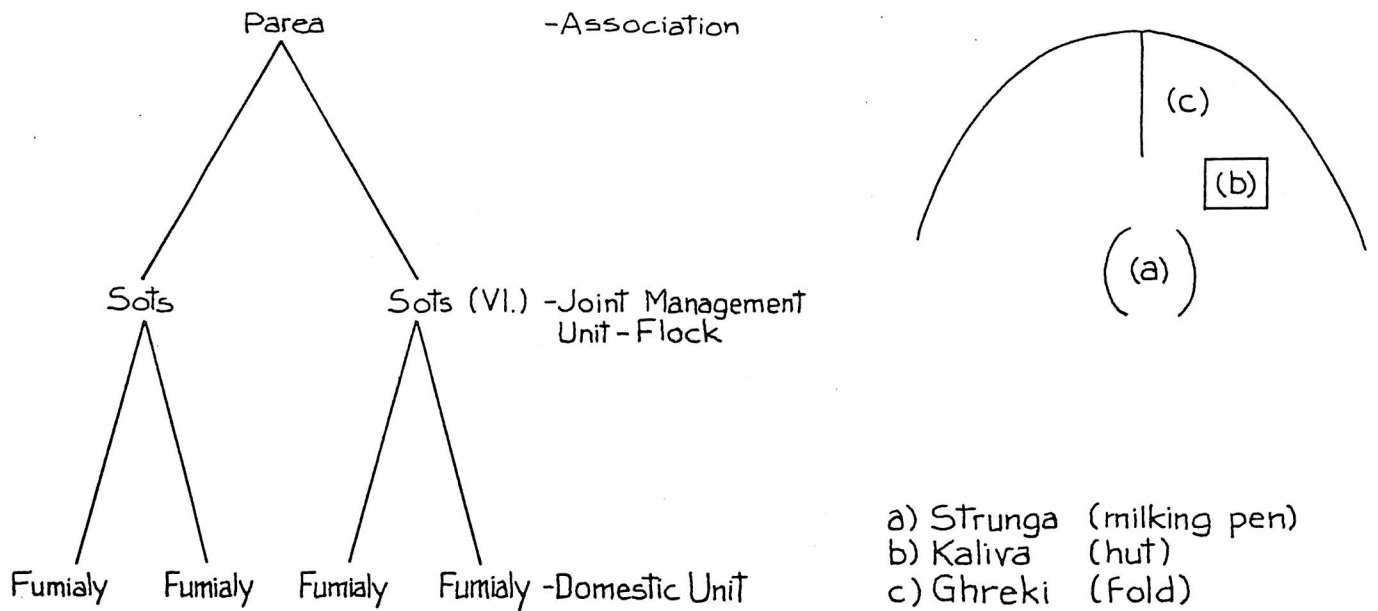 Parea -Association
Sots Sots (Vl.) -Joint Management
Unit-Flock
Fumialy Fumialy Fumialy Fumialy -Domestic Unit
(c)
(b)
(a)
a) Strunga (milking pen)
b) Kaliva (hut)
c) Ghreki (Fold)